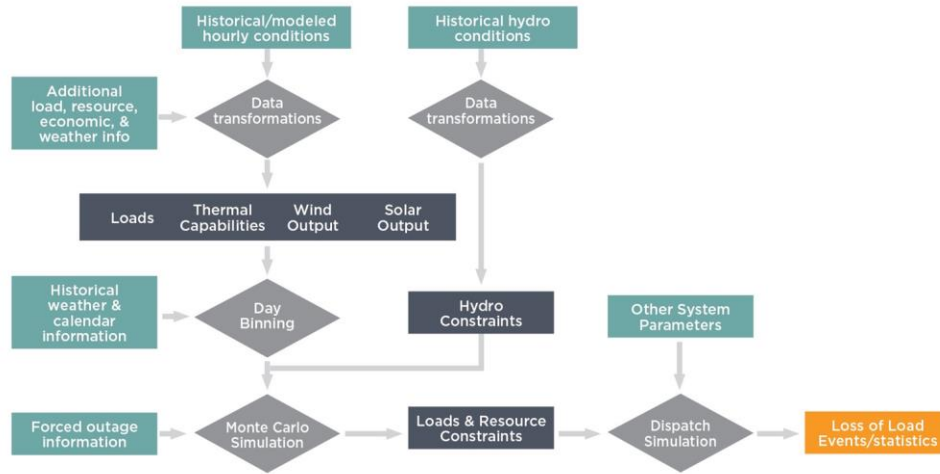 Historical/modeled
hourly conditions
Historical hydro
conditions
Additional
load, resource,
economic, &
weather info
Data
transformations
Data
transformations
Loads
Thermal
Capabilities
Wind
Output
Solar
Output
Historical
weather &
calendar
information
Day
Binning
Hydro
Constraints
Other System
Parameters
Forced outage
information
Monte Carlo
Simulation
Loads & Resource
Constraints
Dispatch
Simulation
Loss of Load
Events/statistics